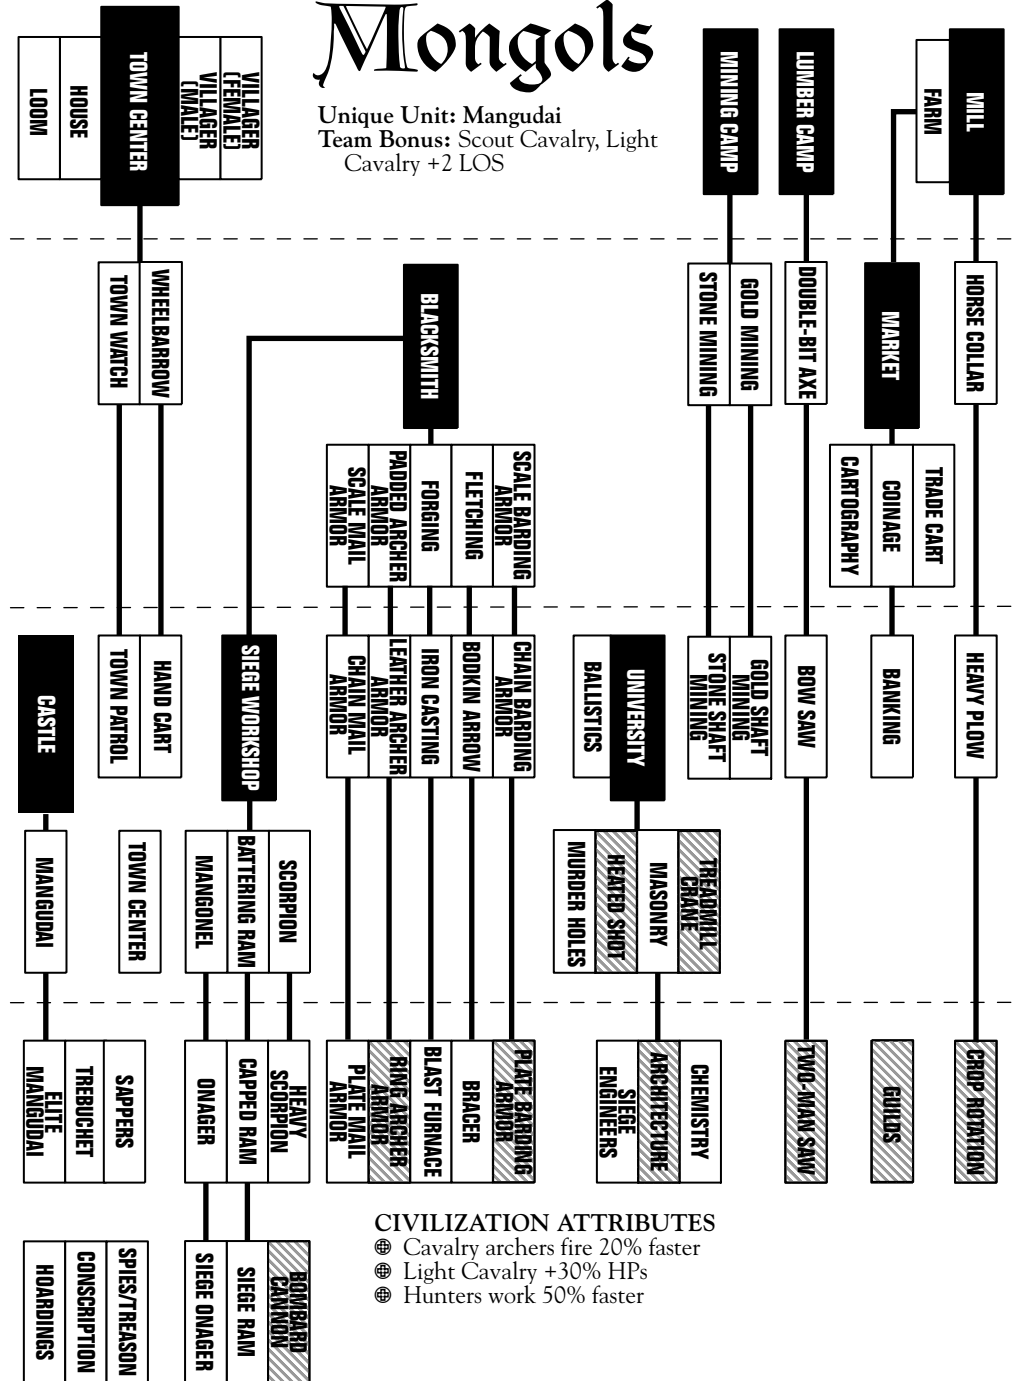 Mongols
Unique Unit: Mangudai
Team Bonus: Scout Cavalry, Light
Cavalry +2 LOS
LOOM
HOUSE
TOWN CENTER
VILLAGER
(MALE)
VILLAGER
(FEMALE)
MINING CAMP
LUMBER CAMP
FARM
MILL
TOWN WATCH
WHEELBARROW
BLACKSMITH
STONE MINING
GOLD MINING
DOUBLE-BIT AXE
MARKET
HORSE COLLAR
SCALE MAIL
ARMOR
PADDED ARCHER
ARMOR
FORGING
FLETCHING
SCALE BARDING
ARMOR
CARTOGRAPHY
COINAGE
TRADE CART
CASTLE
TOWN PATROL
HAND CART
SIEGE WORKSHOP
CHAIN MAIL
ARMOR
LEATHER ARCHER
ARMOR
IRON CASTING
BODKIN ARROW
CHAIN BARDING
ARMOR
BALLISTICS
UNIVERSITY
STONE SHAFT
MINING
GOLD SHAFT
MINING
BOW SAW
BANKING
HEAVY PLOW
MANGUDAI
TOWN CENTER
MANGONEL
BATTERING RAM
SCORPION
MURDER HOLES
HEATED SHOT
MASONRY
TREADMILL
CRANE
ELITE
MANGUDAI
TREBUCHET
SAPPERS
ONAGER
CAPPED RAM
HEAVY
SCORPION
PLATE MAIL
ARMOR
RING ARCHER
ARMOR
BLAST FURNACE
BRACER
PLATE BARDING
ARMOR
SIEGE
ENGINEERS
ARCHITECTURE
CHEMISTRY
TWO-MAN SAW
GUILDS
CROP ROTATION
HOARDINGS
CONSCRIPTION
SPIES/TREASON
SIEGE ONAGER
SIEGE RAM
BOMBARD
CANNON
CIVILIZATION ATTRIBUTES
Cavalry archers fire 20% faster
Light Cavalry +30% HPs
Hunters work 50% faster